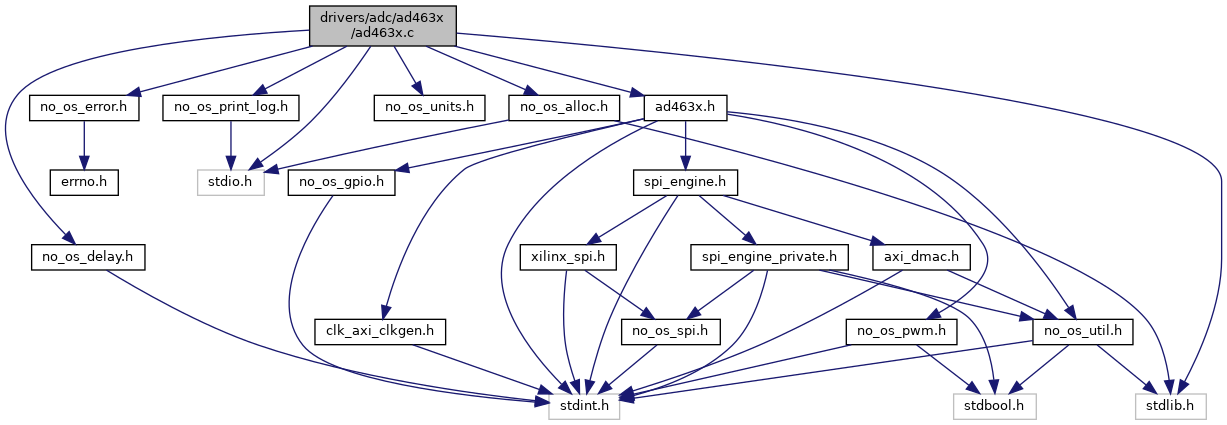 drivers/adc/ad463x
/ad463x.c
no_os_error.h
no_os_print_log.h
no_os_units.h
no_os_alloc.h
ad463x.h
errno.h
stdio.h
no_os_gpio.h
spi_engine.h
no_os_delay.h
xilinx_spi.h
spi_engine_private.h
axi_dmac.h
clk_axi_clkgen.h
no_os_spi.h
no_os_pwm.h
no_os_util.h
stdint.h
stdbool.h
stdlib.h